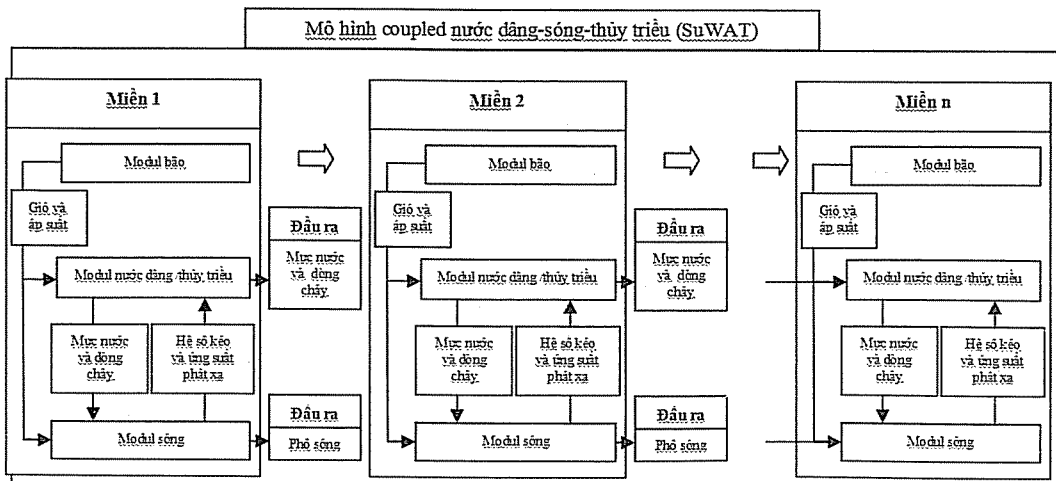 Mô hình coupled nước dâng-sóng-thủy triều (SuWAT)
Miền 1
Modul bão
Gió và
áp suất
Modul nước dâng /thủy triều
Mực nước
và dòng
chảy
Hệ số kéo
và ứng suất
phát xạ
Modul sóng
Đầu ra
Mực nước
và dòng
chảy
Đầu ra
Phổ sóng
Miền 2
Modul bão
Gió và
áp suất
Modul nước dâng /thủy triều
Mực nước
và dòng
chảy
Hệ số kéo
và ứng suất
phát xạ
Modul sóng
Đầu ra
Mực nước
và dòng
chảy
Đầu ra
Phổ sóng
Miền n
Modul bão
Gió và
áp suất
Modul nước dâng /thủy triều
Mực nước
và dòng
chảy
Hệ số kéo
và ứng suất
phát xạ
Modul sóng